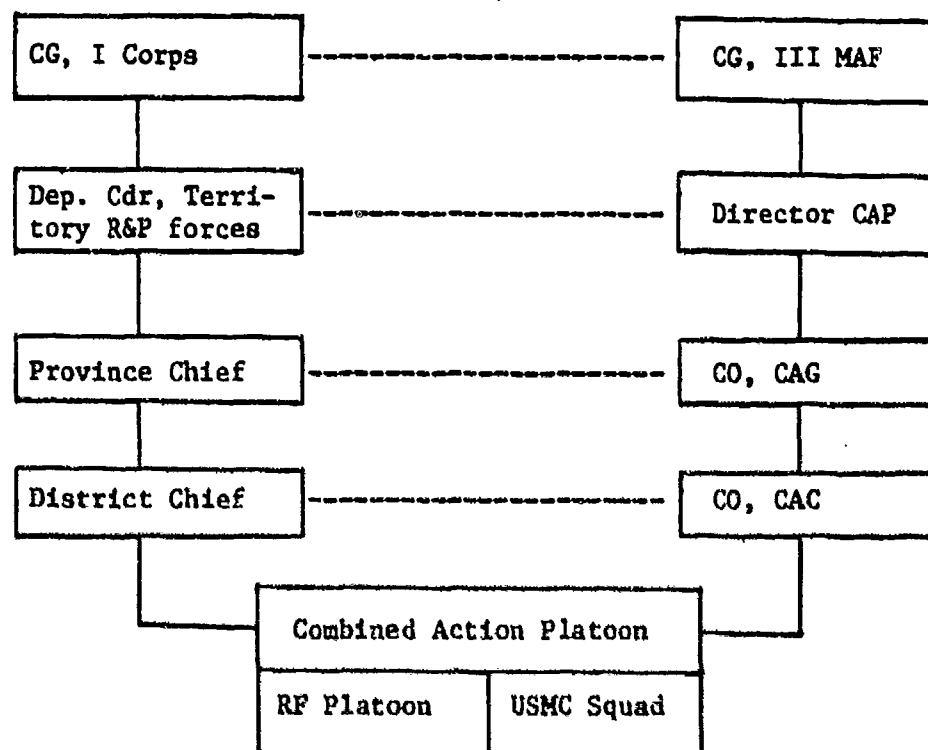 CG, I Corps
CG, III MAF
Dep. Cdr, Terri-
tory R&P forces
Director CAP
Province Chief
CO, CAG
District Chief
CO, CAC
Combined Action Platoon
RF Platoon
USMC Squad